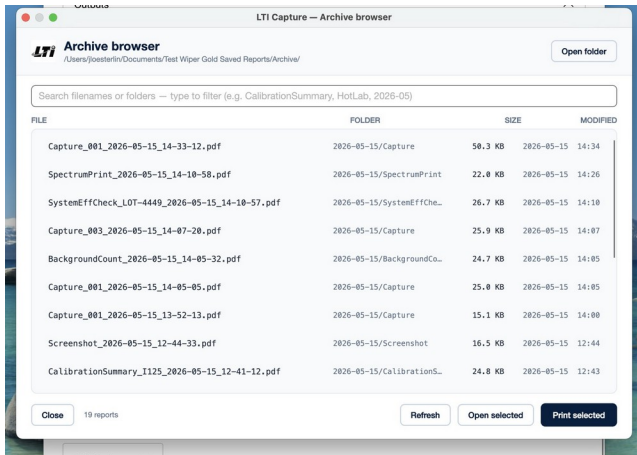 Outputs
LTI Capture — Archive browser
LTi
Archive browser
/Users/jloesterlin/Documents/Test Wiper Gold Saved Reports/Archive/
Open folder
Search filenames or folders — type to filter (e.g. CalibrationSummary, HotLab, 2026-05)
FILE FOLDER SIZE MODIFIED
Capture_001_2026-05-15_14-33-12.pdf 2026-05-15/Capture 50.3 KB 2026-05-15 14:34
SpectrumPrint_2026-05-15_14-10-58.pdf 2026-05-15/SpectrumPrint 22.0 KB 2026-05-15 14:26
SystemEffCheck_LOT-4449_2026-05-15_14-10-57.pdf 2026-05-15/SystemEffChe… 26.7 KB 2026-05-15 14:10
Capture_003_2026-05-15_14-07-20.pdf 2026-05-15/Capture 25.9 KB 2026-05-15 14:07
BackgroundCount_2026-05-15_14-05-32.pdf 2026-05-15/BackgroundCo… 24.7 KB 2026-05-15 14:05
Capture_001_2026-05-15_14-05-05.pdf 2026-05-15/Capture 25.0 KB 2026-05-15 14:05
Capture_001_2026-05-15_13-52-13.pdf 2026-05-15/Capture 15.1 KB 2026-05-15 14:00
Screenshot_2026-05-15_12-44-33.pdf 2026-05-15/Screenshot 16.5 KB 2026-05-15 12:44
CalibrationSummary_I125_2026-05-15_12-41-12.pdf 2026-05-15/CalibrationS… 24.8 KB 2026-05-15 12:43
Close 19 reports Refresh Open selected Print selected